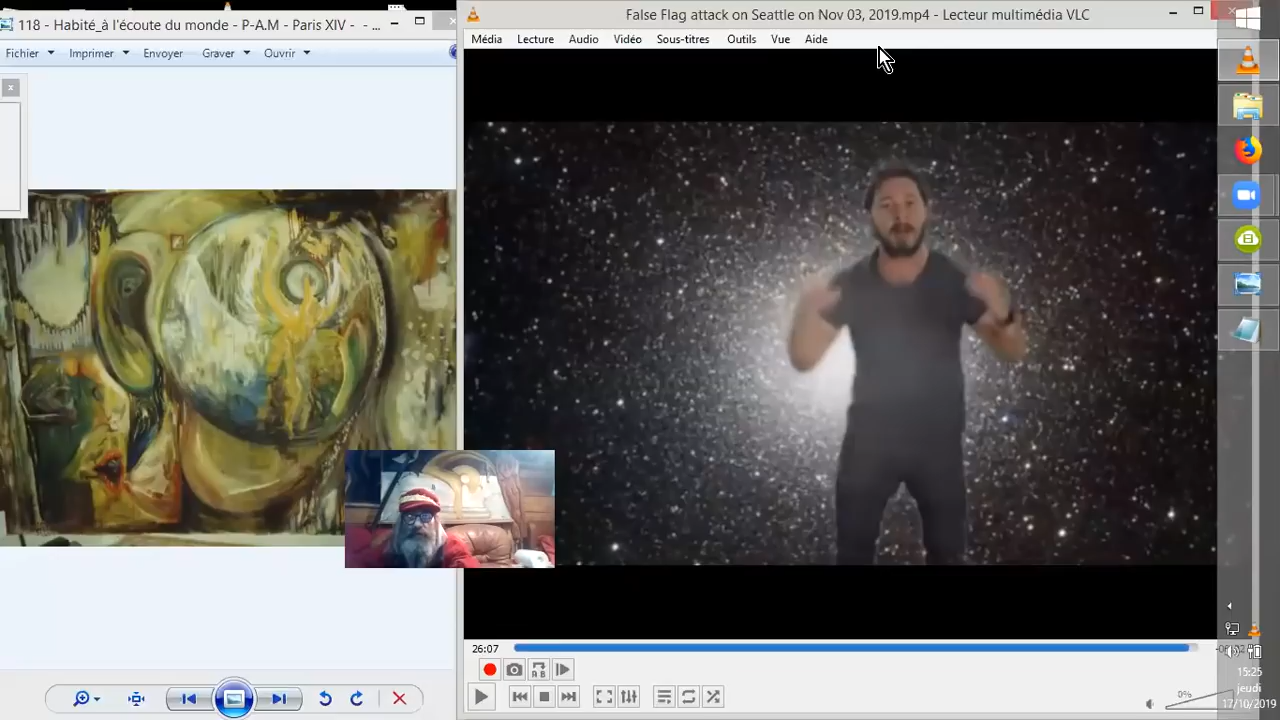 118 - Habité_à l'écoute du monde - P-A.M - Paris XIV - ...
Fichier
Imprimer
Envoyer
Graver
Ouvrir
x
False Flag attack on Seattle on Nov 03, 2019.mp4 - Lecteur multimédia VLC
Média
Lecture
Audio
Vidéo
Sous-titres
Outils
Vue
Aide
26:07
A B
0%
15:25
jeudi
17/10/2019